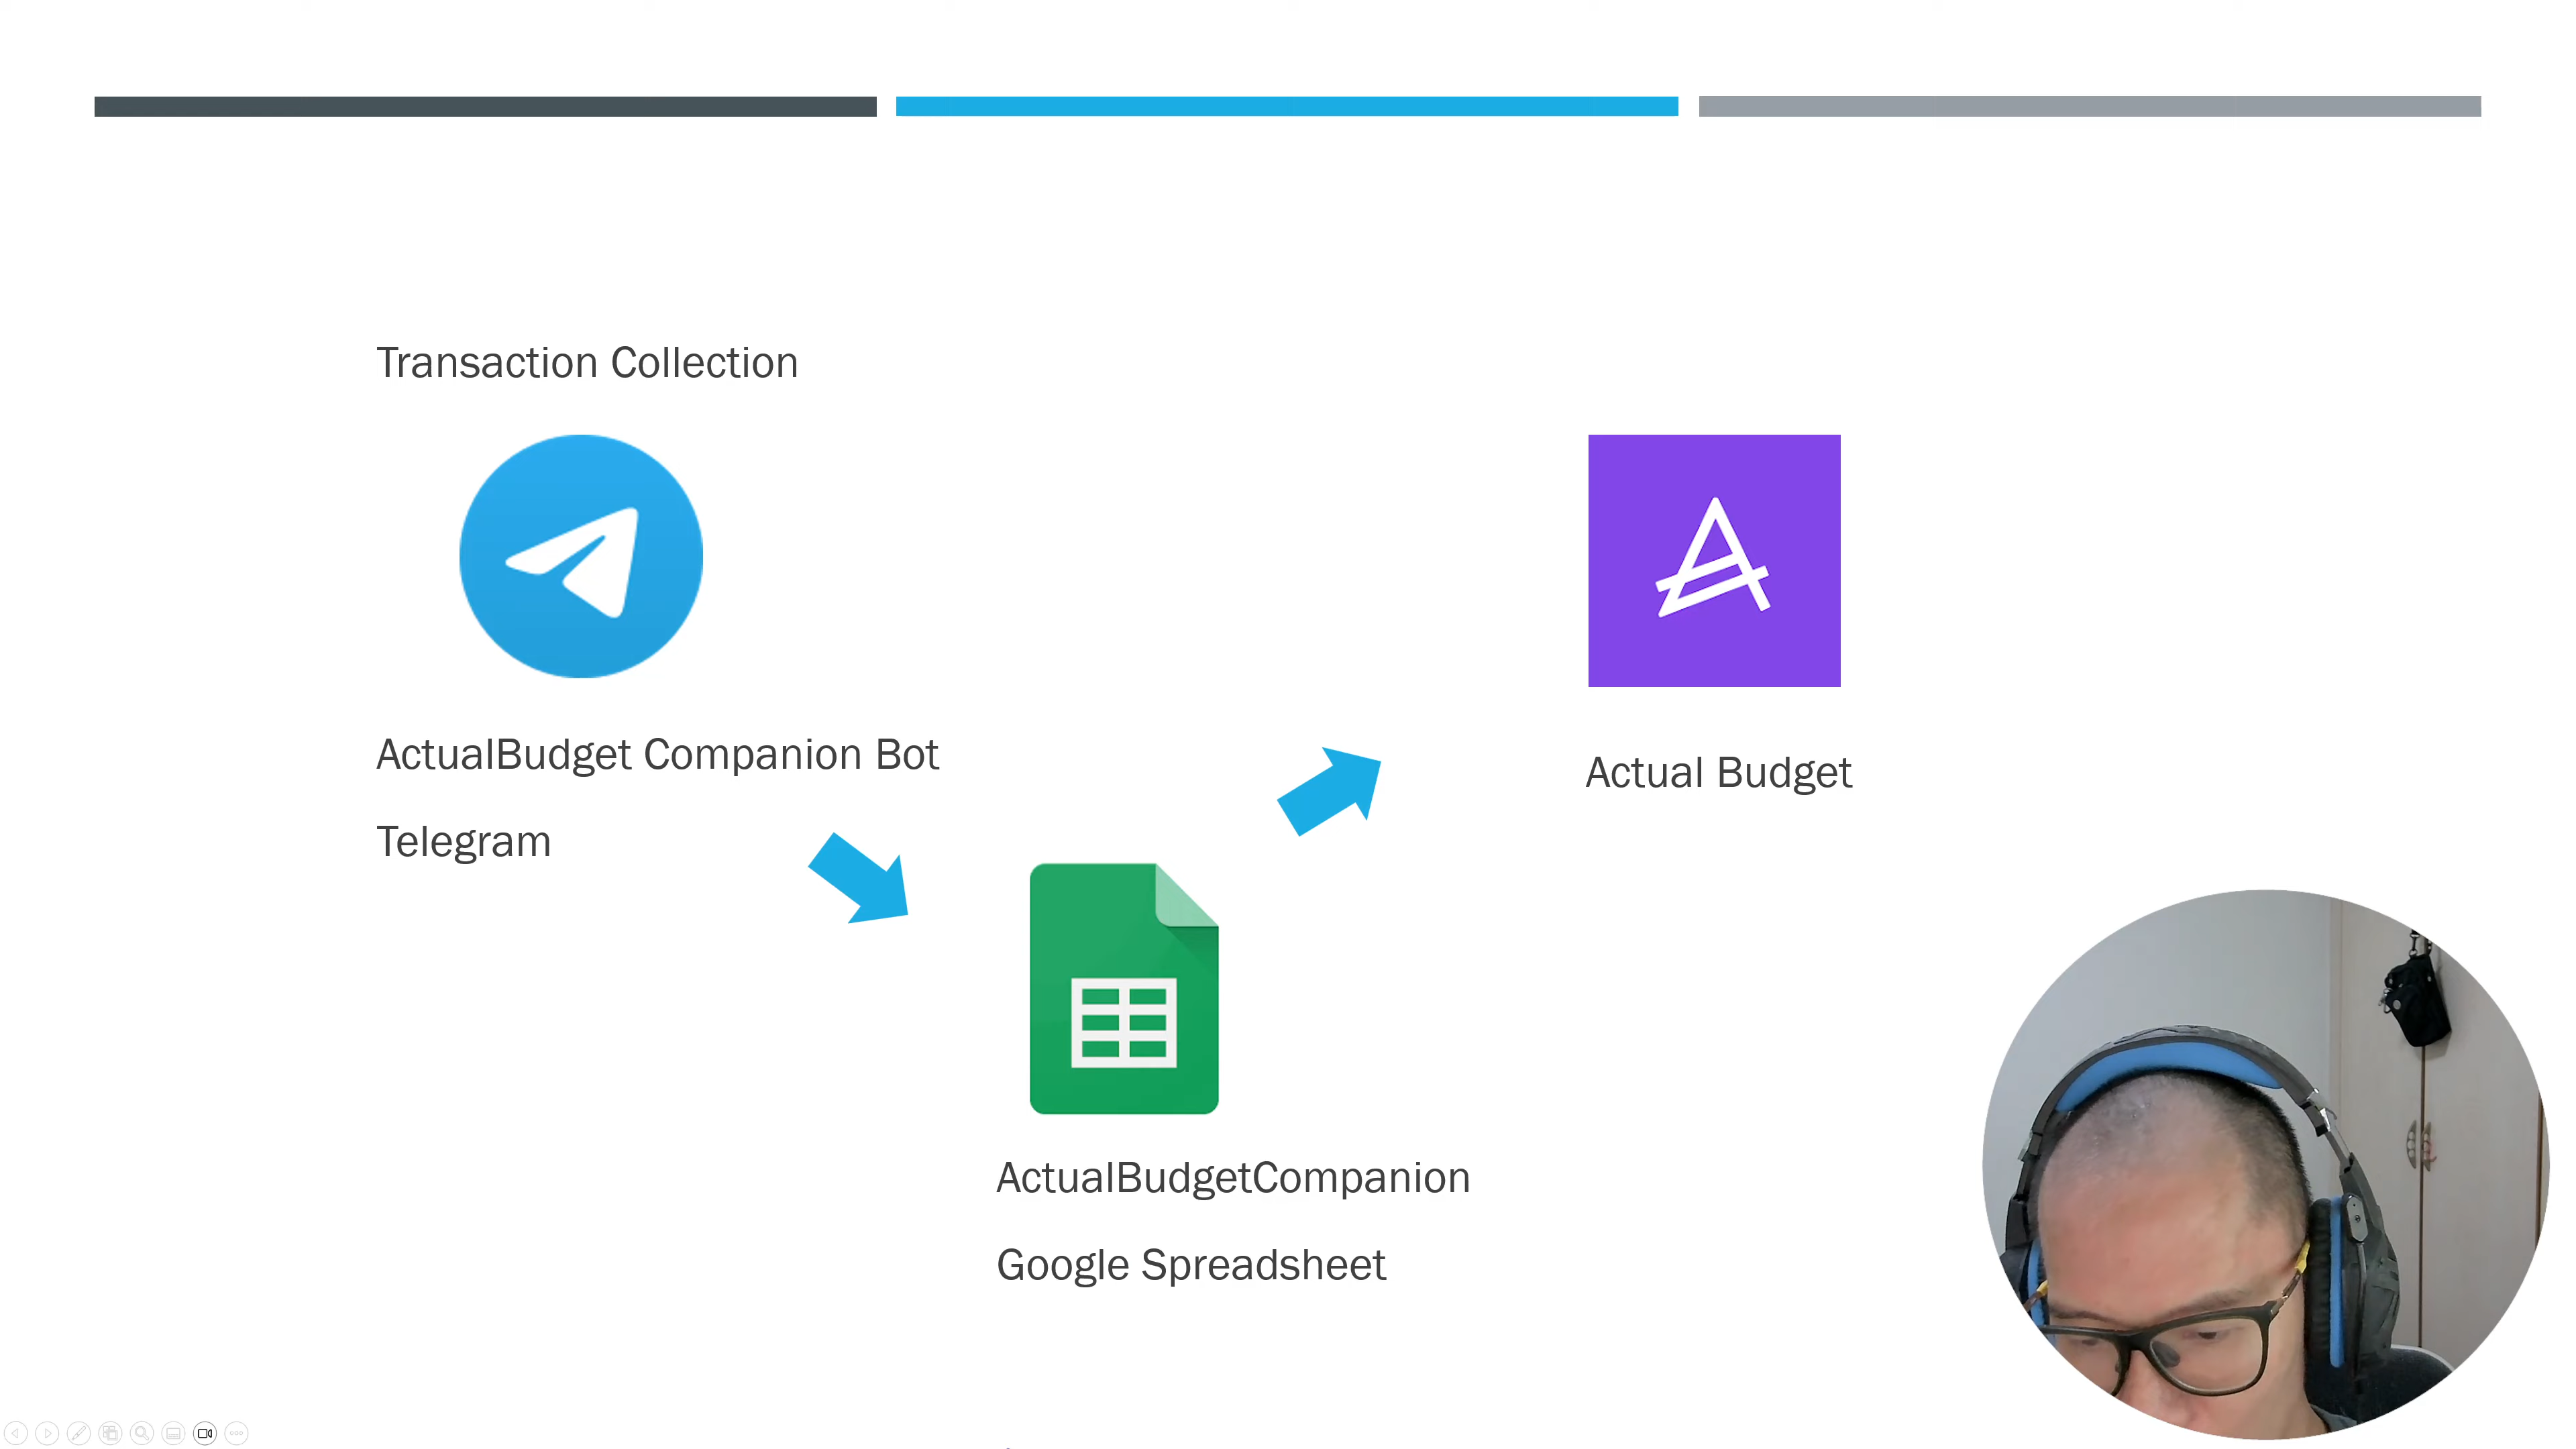 Transaction Collection
ActualBudget Companion Bot
Telegram
Actual Budget
ActualBudgetCompanion
Google Spreadsheet